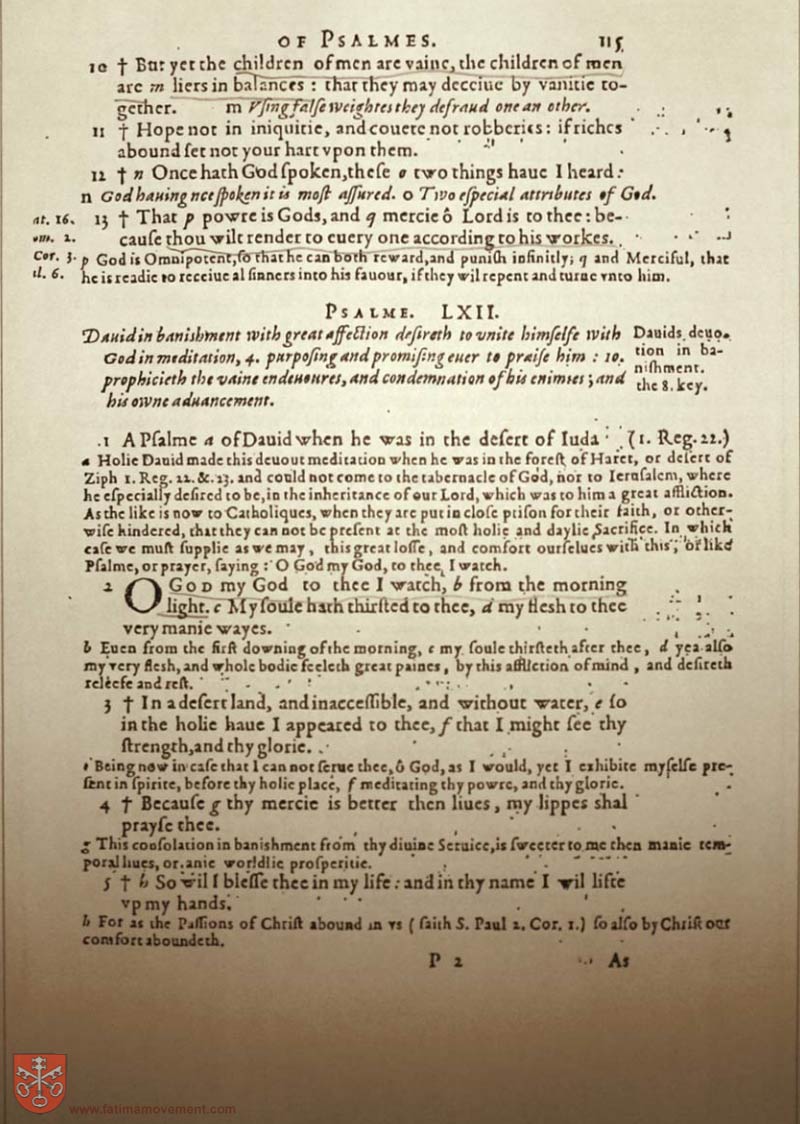 OF PSALMES. 115
10 † But yet the children of men are vaine, the children of men
are m liers in balances : that they may deceiue by vanitie to-
gether. m Vſing falſe weightes they defraud one an other.
11 † Hope not in iniquitie, and couete not robberies : if riches
abound ſet not your hart vpon them.
12 † n Once hath God ſpoken, theſe o two things haue I heard:
n God hauing nce ſpoken it is moſt aſſured. o Two eſpecial attributes of God.
at. 16.
om. 2.
Cor. 3.
il. 6.
13 † That p powre is Gods, and q mercie ô Lord is to thee : be-
cauſe thou wilt render to euery one according to his workes.
p God is Omnipotent, ſo that he can both reward, and puniſh infinitly; q and Merciful, that
he is readie to receiue al ſinners into his fauour, if they wil repent and turne vnto him.
PSALME. LXII.
Dauid in banishment with great affection deſireth to vnite himſelfe with
God in meditation, 4. purpoſing and promiſing euer to praiſe him : 10.
prophicieth the vaine endeuoures, and condemnation of his enimies ; and
his owne aduancement.
Dauids deuo-
tion in ba-
niſhment.
the 8. key.
1 A Pſalme a of Dauid when he was in the deſert of Iuda (1. Reg. 22.)
a Holie Dauid made this deuout meditation when he was in the foreſt of Haret, or deſert of
Ziph 1. Reg. 22. &. 23. and could not come to the tabernacle of God, nor to Ieruſalem, where
he eſpecially deſired to be, in the inheritance of our Lord, which was to him a great affliction.
As the like is now to Catholiques, when they are put in cloſe priſon for their faith, or other-
wiſe hindered, that they can not be preſent at the moſt holie and daylie Sacrifice. In which
caſe we muſt ſupplie as we may, this great loſſe, and comfort ourſelues with this, or like
Pſalme, or prayer, ſaying : O God my God, to thee I watch.
2 O GOD my God to thee I watch, b from the morning
light. c My ſoule hath thirſted to thee, d my fleſh to thee
very manie wayes.
b Euen from the firſt downing of the morning, c my ſoule thirſteth after thee, d yea alſo
my very fleſh, and whole bodie feeleth great paines, by this affliction of mind, and deſireth
releefe and reſt.
3 † In a deſert land, and inacceſſible, and without water, e ſo
in the holie haue I appeared to thee, f that I might ſee thy
ſtrength, and thy glorie.
e Being now in caſe that I can not ſerue thee, ô God, as I would, yet I exhibite myſelfe pre-
ſent in ſpirite, before thy holie place, f meditating thy powre, and thy glorie.
4 † Becauſe g thy mercie is better then liues, my lippes shal
prayſe thee.
g This conſolation in banishment from thy diuine Seruice, is ſweeter to me then manie tem-
poral liues, or anie worldlie proſperitie.
5 † h So wil I bleſſe thee in my life : and in thy name I wil lifte
vp my hands.
h For as the Paſſions of Chriſt abound in vs ( ſaith S. Paul 2. Cor. 1.) ſo alſo by Chriſt our
comfort aboundeth.
P 2 As
www.fatimamovement.com